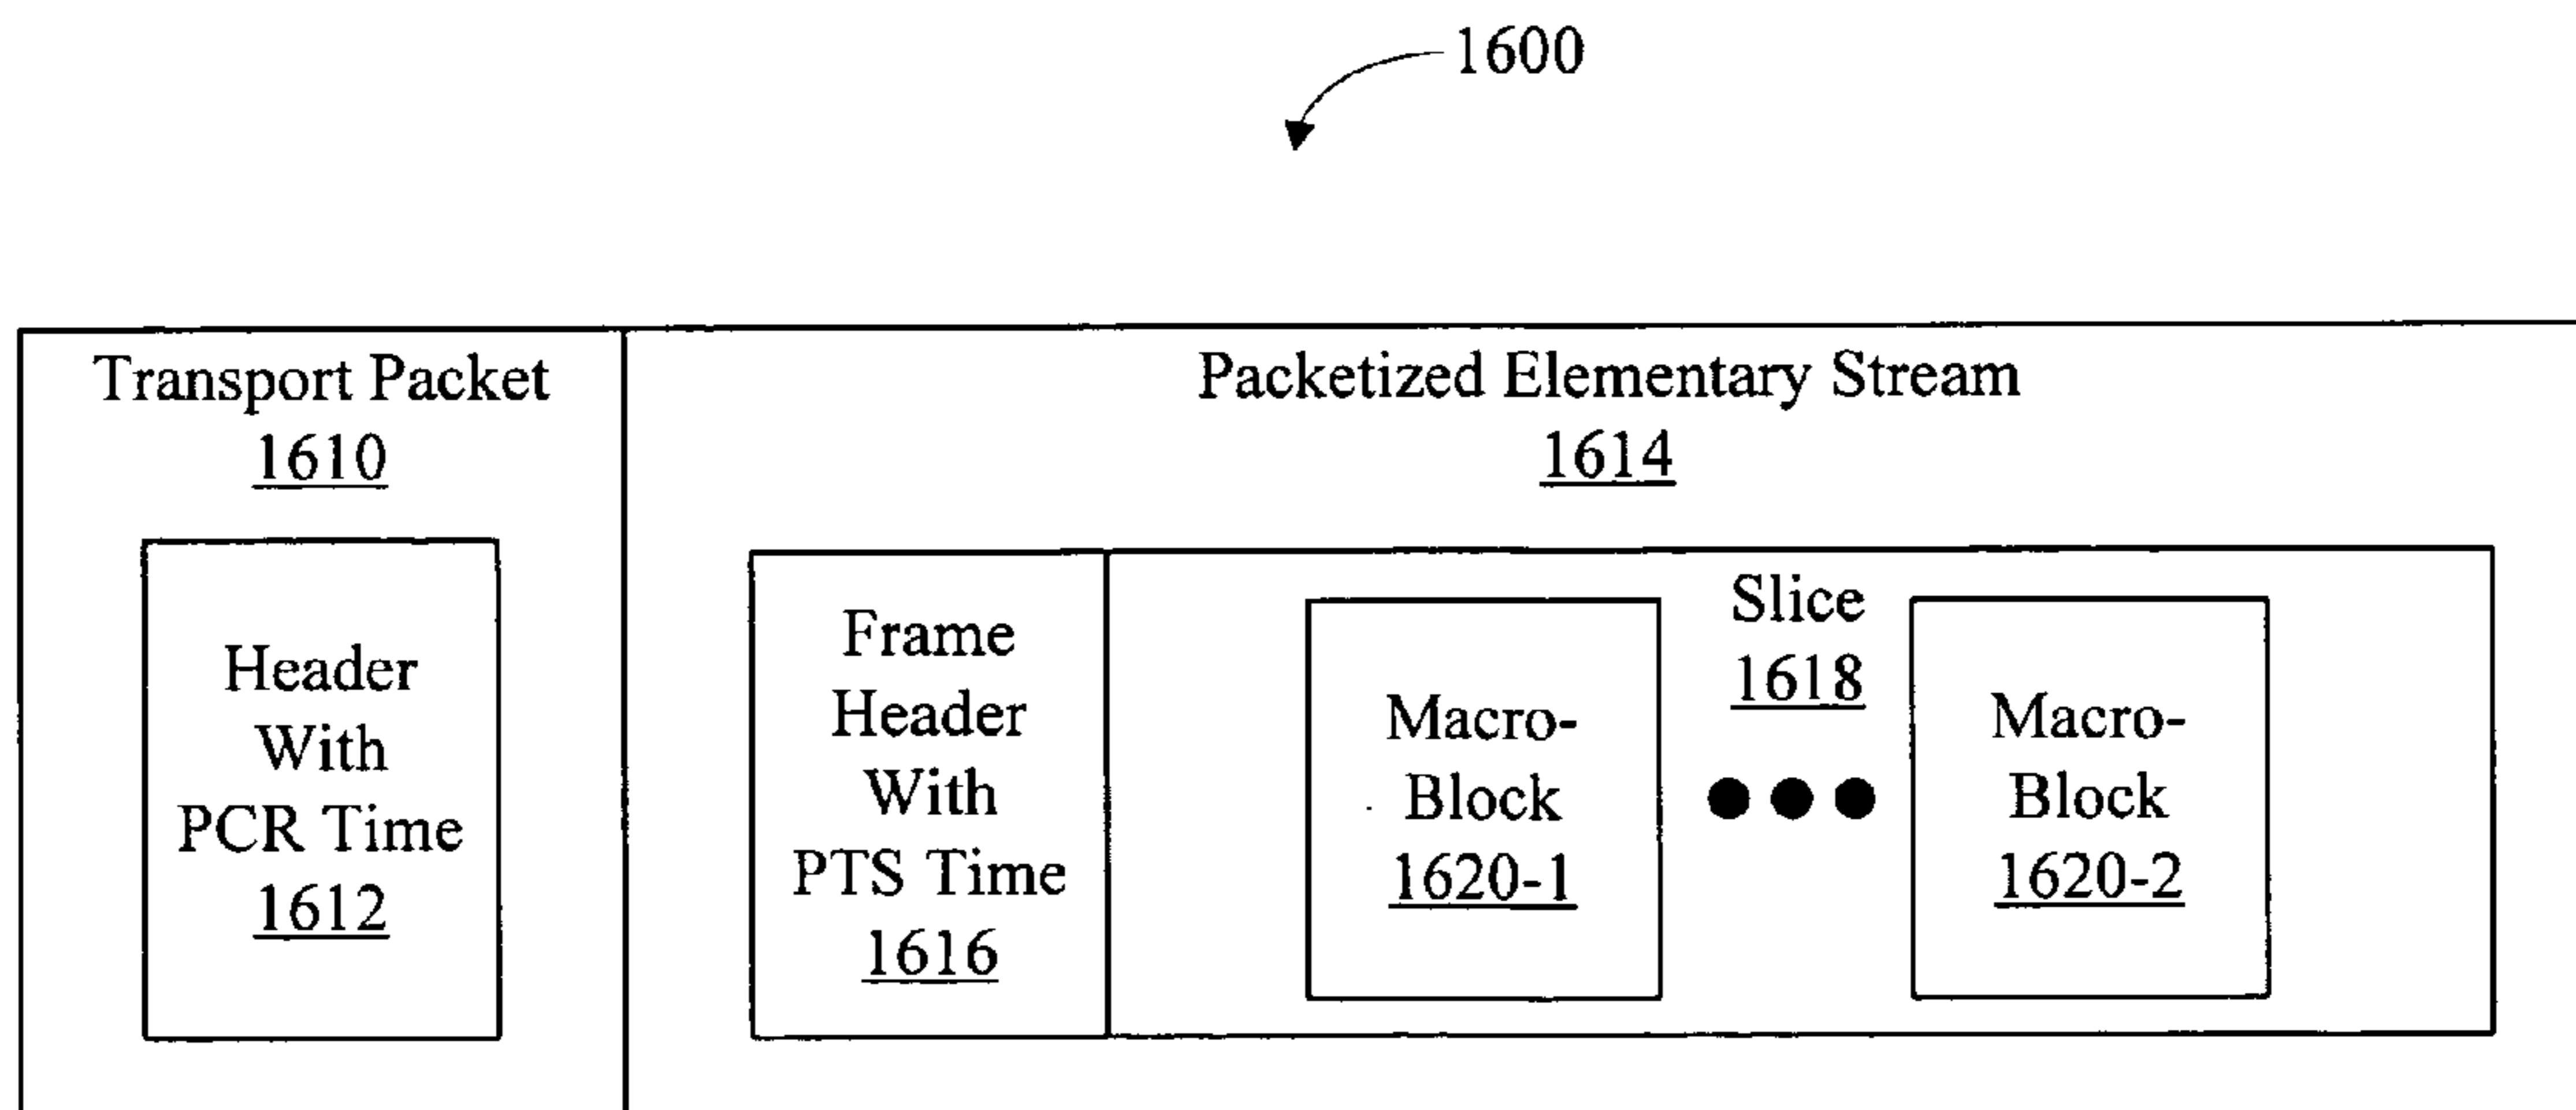 1600
Transport Packet
1610
Header
With
PCR Time
1612
Packetized Elementary Stream
1614
Frame
Header
With
PTS Time
1616
Slice
1618
Macro-
Block
1620-1
Macro-
Block
1620-2